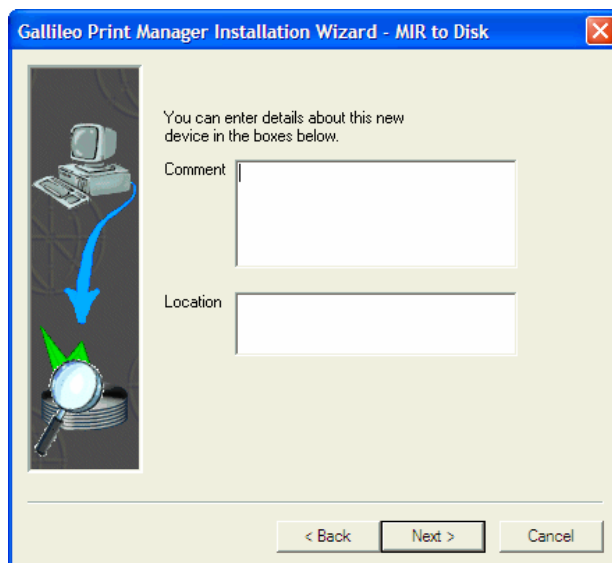 Gallileo Print Manager Installation Wizard - MIR to Disk
You can enter details about this new
device in the boxes below.
Comment
Location
< Back
Next >
Cancel